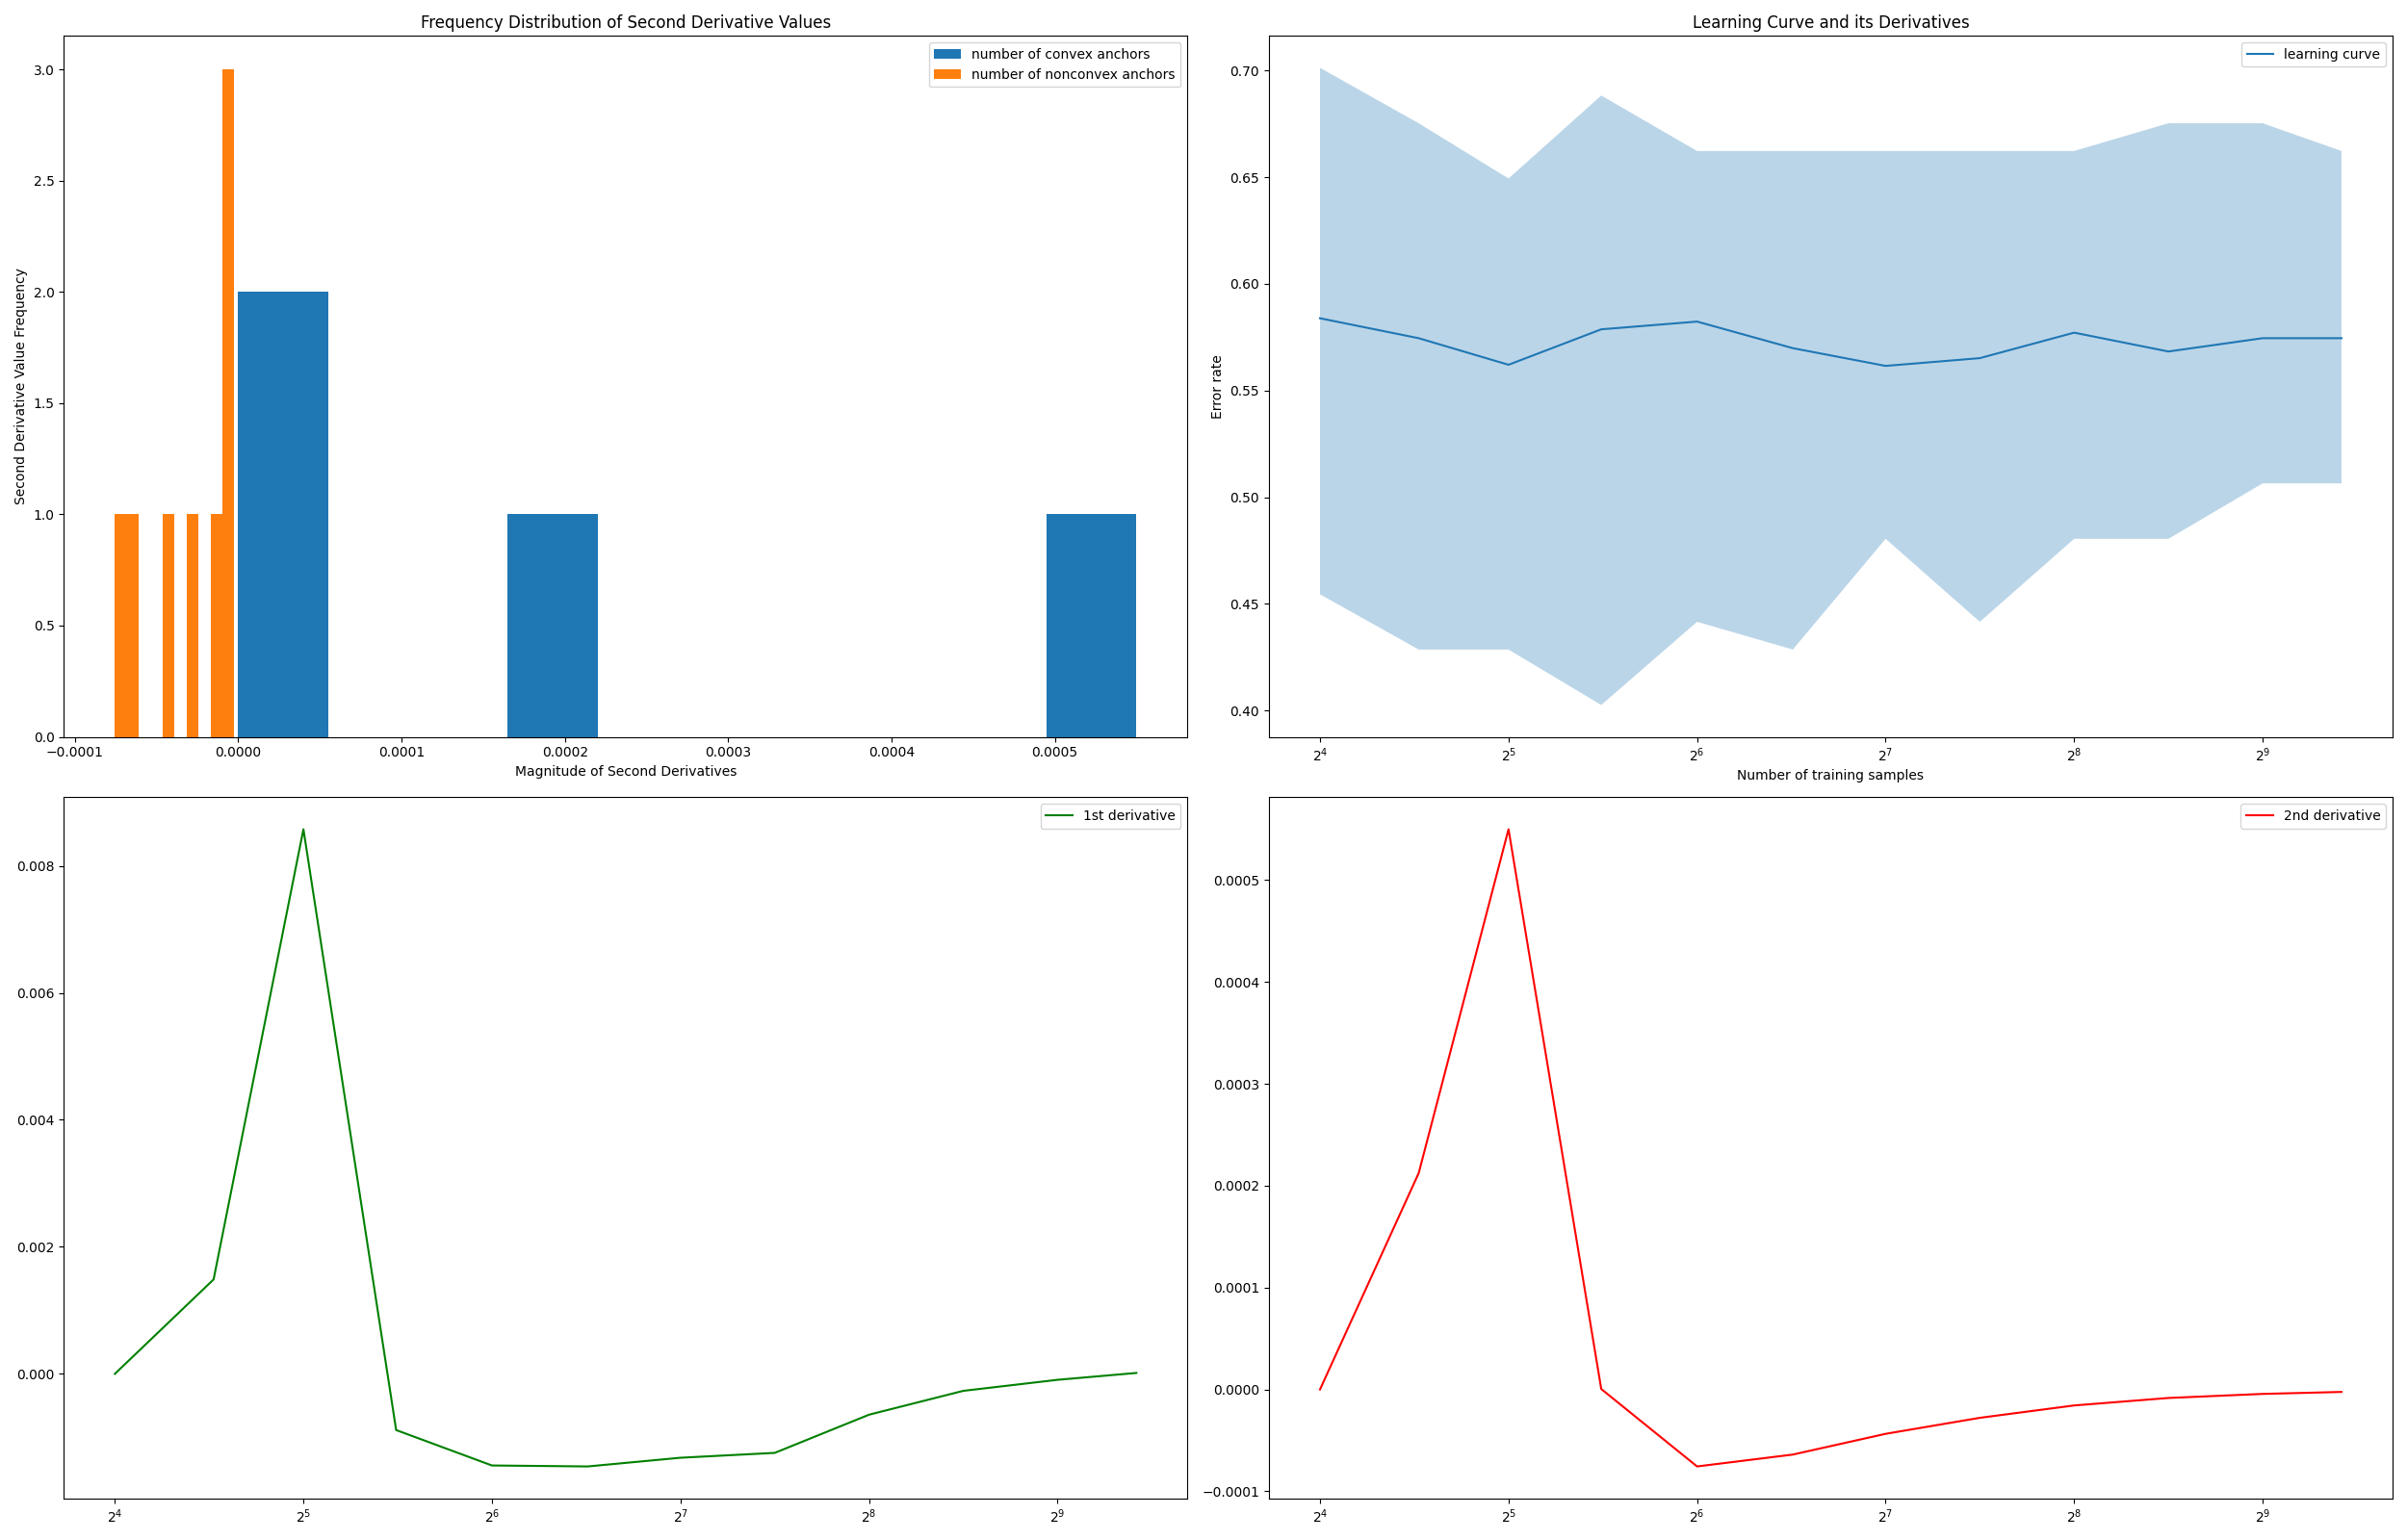 Frequency Distribution of Second Derivative Values
number of convex anchors
number of nonconvex anchors
3.0
2.5
2.0
1.5
1.0
0.5
0.0
Second Derivative Value Frequency
−0.0001 0.0000 0.0001 0.0002 0.0003 0.0004 0.0005
Magnitude of Second Derivatives
Learning Curve and its Derivatives
learning curve
0.70
0.65
0.60
0.55
0.50
0.45
0.40
Error rate
2⁴ 2⁵ 2⁶ 2⁷ 2⁸ 2⁹
Number of training samples
1st derivative
0.008
0.006
0.004
0.002
0.000
2⁴ 2⁵ 2⁶ 2⁷ 2⁸ 2⁹
2nd derivative
0.0005
0.0004
0.0003
0.0002
0.0001
0.0000
−0.0001
2⁴ 2⁵ 2⁶ 2⁷ 2⁸ 2⁹